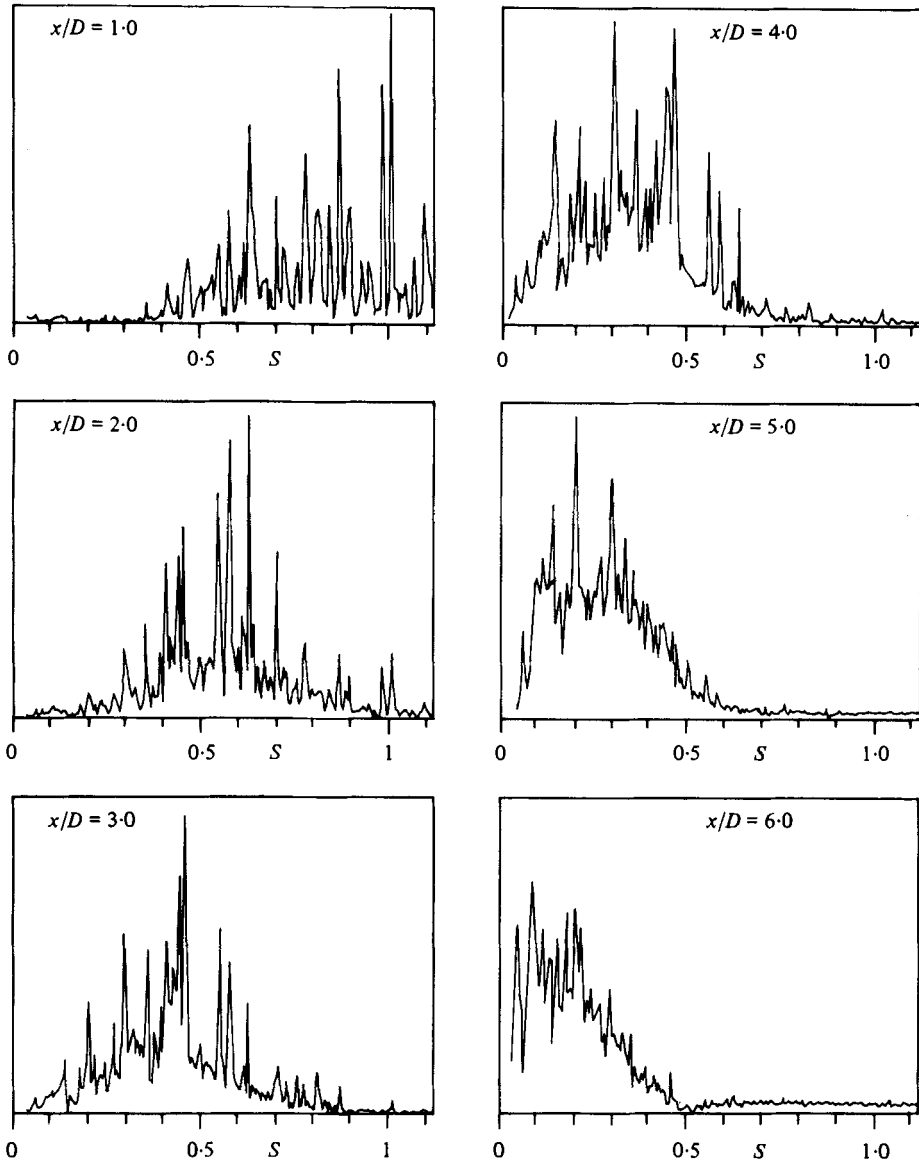 x/D = 1·0
0 0·5 S 1.0
x/D = 4·0
0 0·5 S 1.0
x/D = 2·0
0 0·5 S 1
x/D = 5·0
0 0·5 S 1.0
x/D = 3·0
0 0·5 S 1
x/D = 6·0
0 0·5 S 1.0